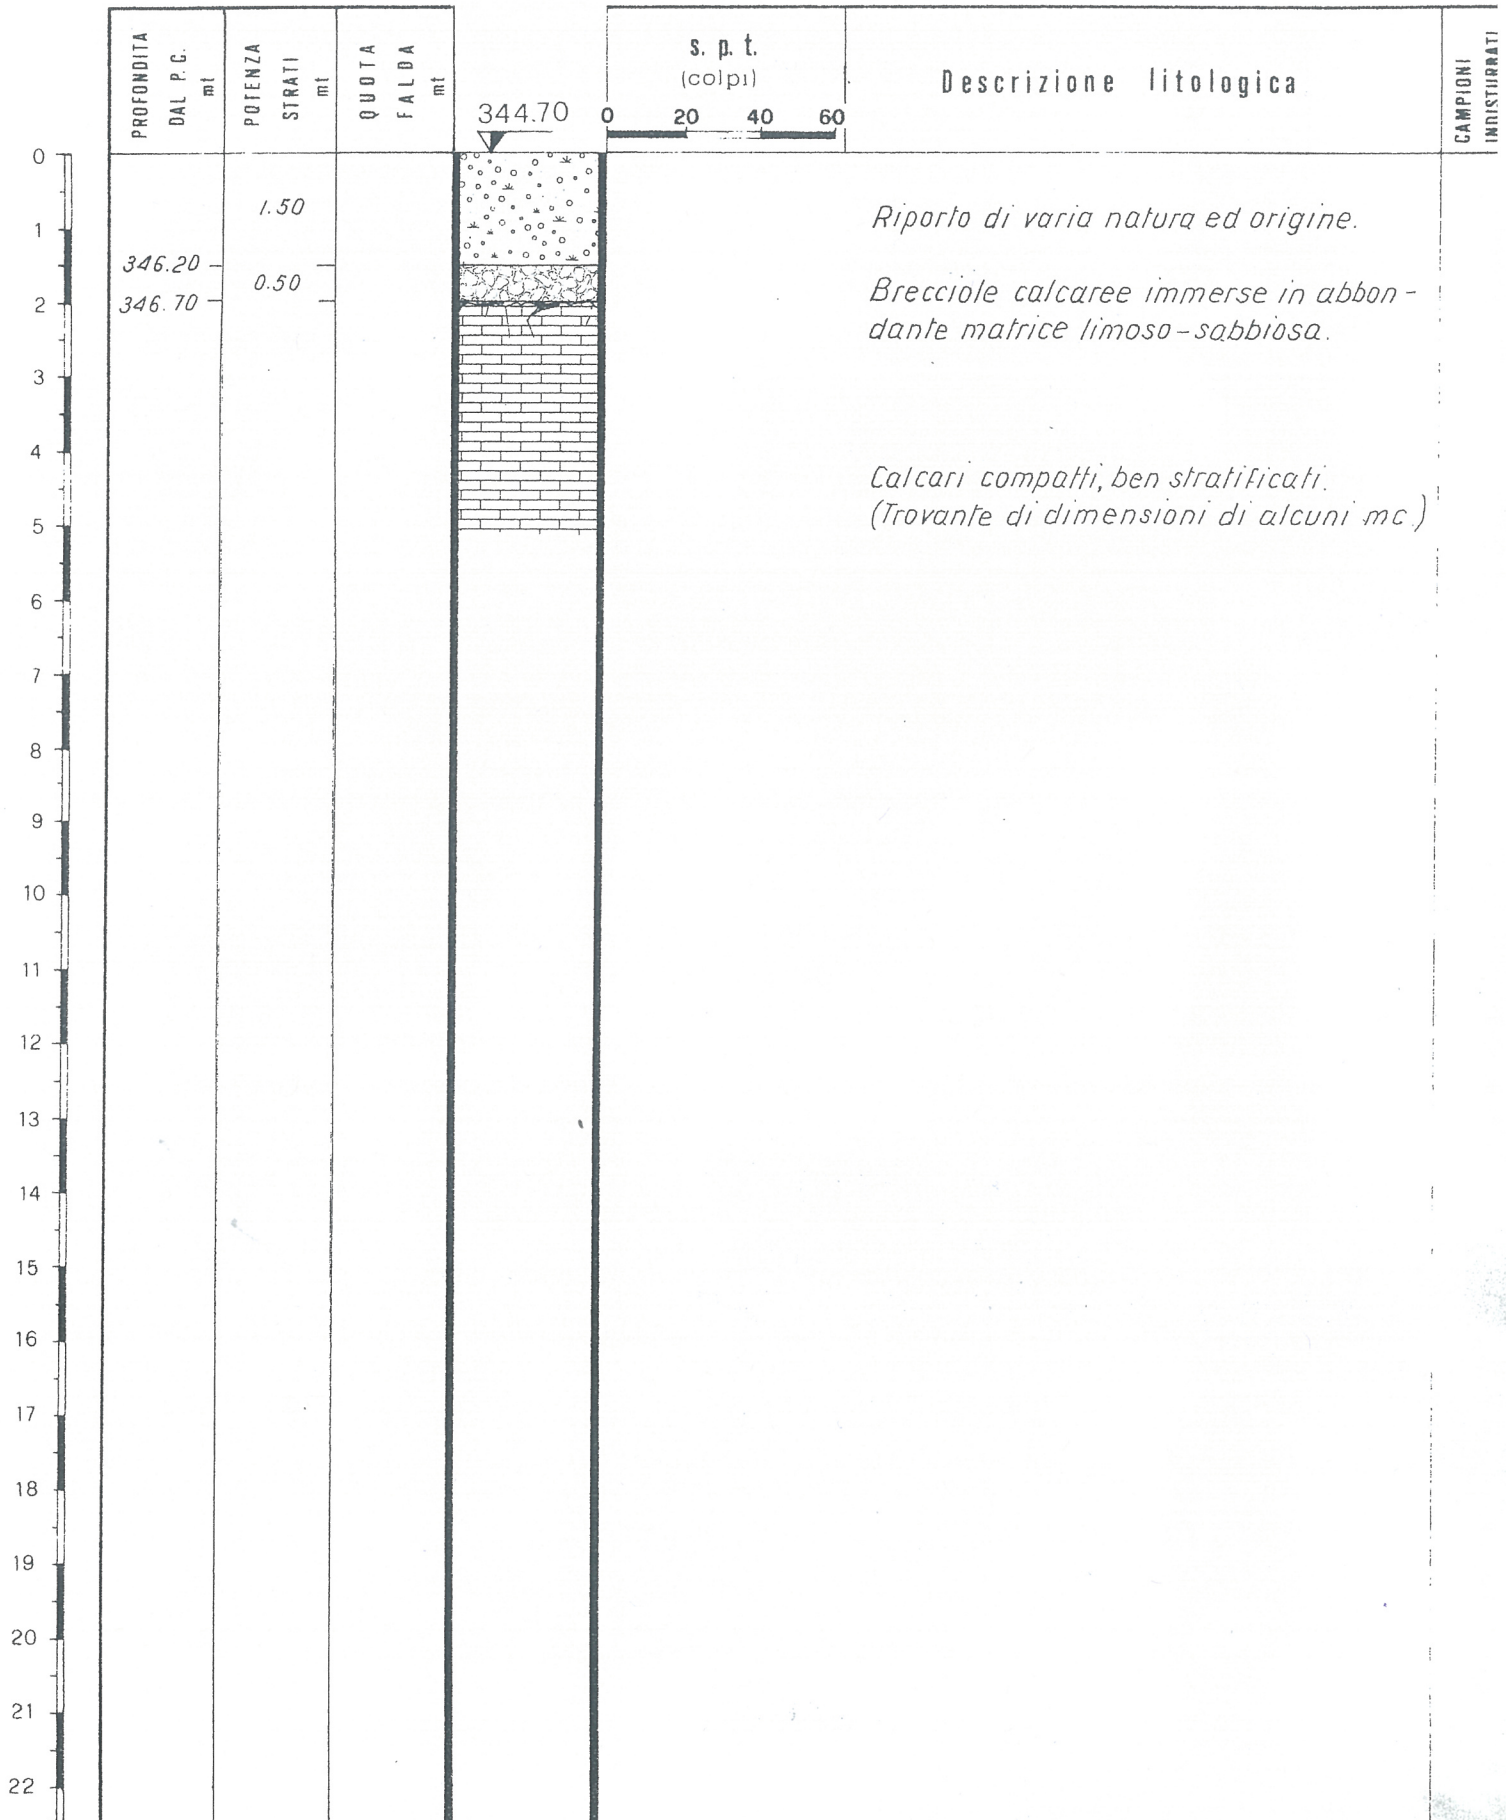 PROFONDITA
DAL P.C.
mt
POTENZA
STRATI
mt
QUOTA
FALDA
mt
344.70
s. p. t.
(colpi)
0 20 40 60
Descrizione litologica
CAMPIONI
INDISTURBATI
0
1.50
Riporto di varia natura ed origine.
1
346.20
0.50
Brecciole calcaree immerse in abbon-
2
346.70
dante matrice limoso-sabbiosa.
3
4
Calcari compatti, ben stratificati.
(Trovante di dimensioni di alcuni mc.)
5
6
7
8
9
10
11
12
13
14
15
16
17
18
19
20
21
22